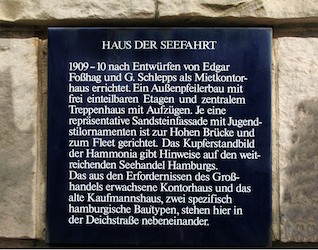 HAUS DER SEEFAHRT
1909–10 nach Entwürfen von Edgar
Foßhag und G. Schlepps als Mietkontor-
haus errichtet. Ein Außenpfeilerbau mit
frei einteilbaren Etagen und zentralem
Treppenhaus mit Aufzügen. Je eine
repräsentative Sandsteinfassade mit Jugend-
stilornamenten ist zur Hohen Brücke und
zum Fleet gerichtet. Das Kupferstandbild
der Hammonia gibt Hinweise auf den weit-
reichenden Seehandel Hamburgs.
Das aus den Erfordernissen des Groß-
handels erwachsene Kontorhaus und das
alte Kaufmannshaus, zwei spezifisch
hamburgische Bautypen, stehen hier in
der Deichstraße nebeneinander.